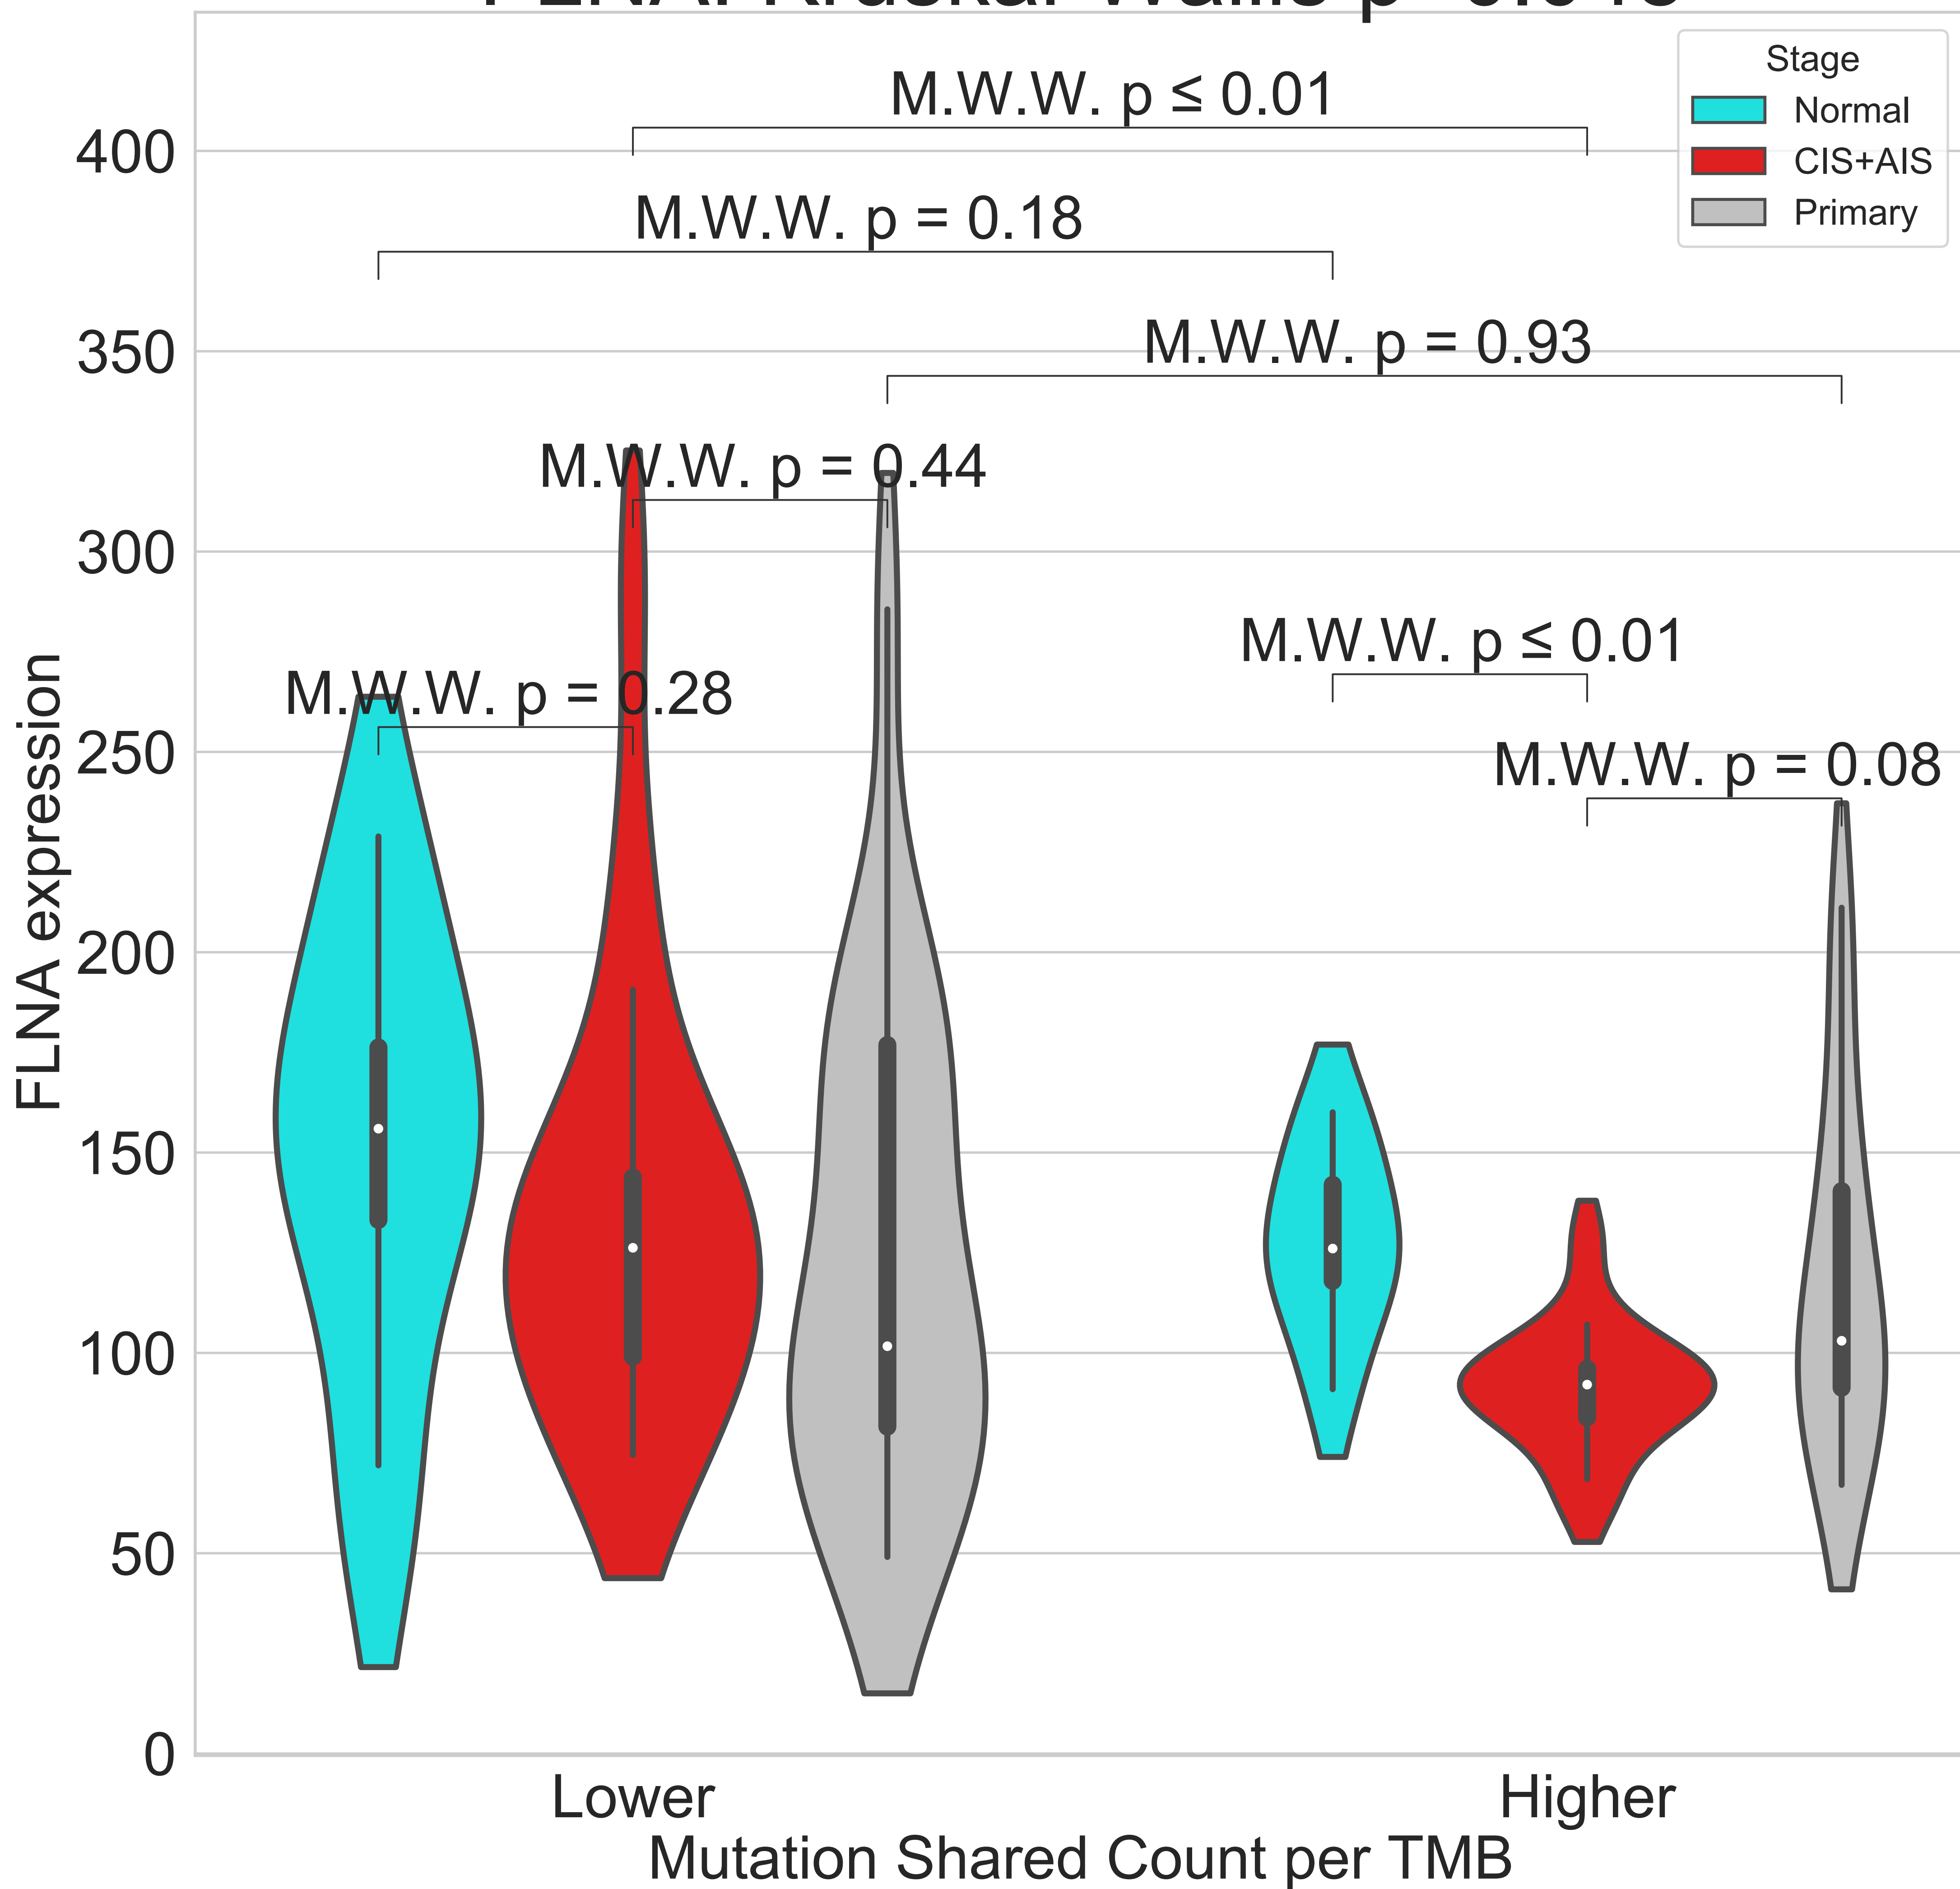 Stage
Normal
CIS+AIS
Primary
M.W.W. p ≤ 0.01
M.W.W. p = 0.18
M.W.W. p = 0.93
M.W.W. p = 0.44
M.W.W. p = 0.28
M.W.W. p ≤ 0.01
M.W.W. p = 0.08
FLNA expression
400
350
300
250
200
150
100
50
0
Lower
Higher
Mutation Shared Count per TMB